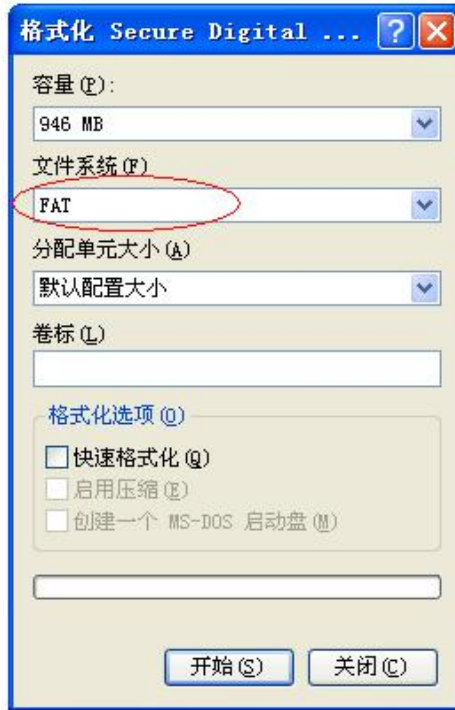 格式化 Secure Digital ...
容量(P):
946 MB
文件系统(F)
FAT
分配单元大小(A)
默认配置大小
卷标(L)
格式化选项(O)
快速格式化(Q)
启用压缩(E)
创建一个 MS-DOS 启动盘(M)
开始(S)
关闭(C)